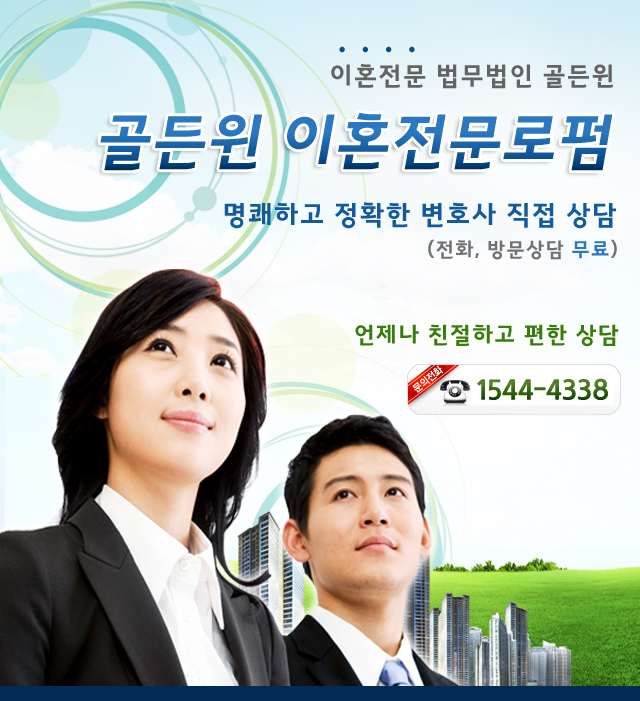 이혼전문 법무법인 골든윈
골든윈 이혼전문로펌
명쾌하고 정확한 변호사 직접 상담
(전화, 방문상담 무료)
언제나 친절하고 편한 상담
문의전화 1544-4338